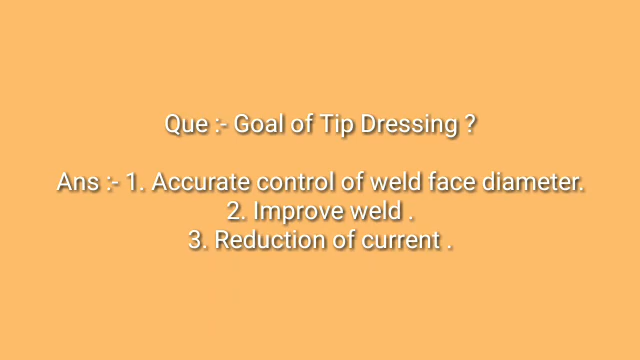 Que :- Goal of Tip Dressing ?
Ans :- 1. Accurate control of weld face diameter.
2. Improve weld .
3. Reduction of current .